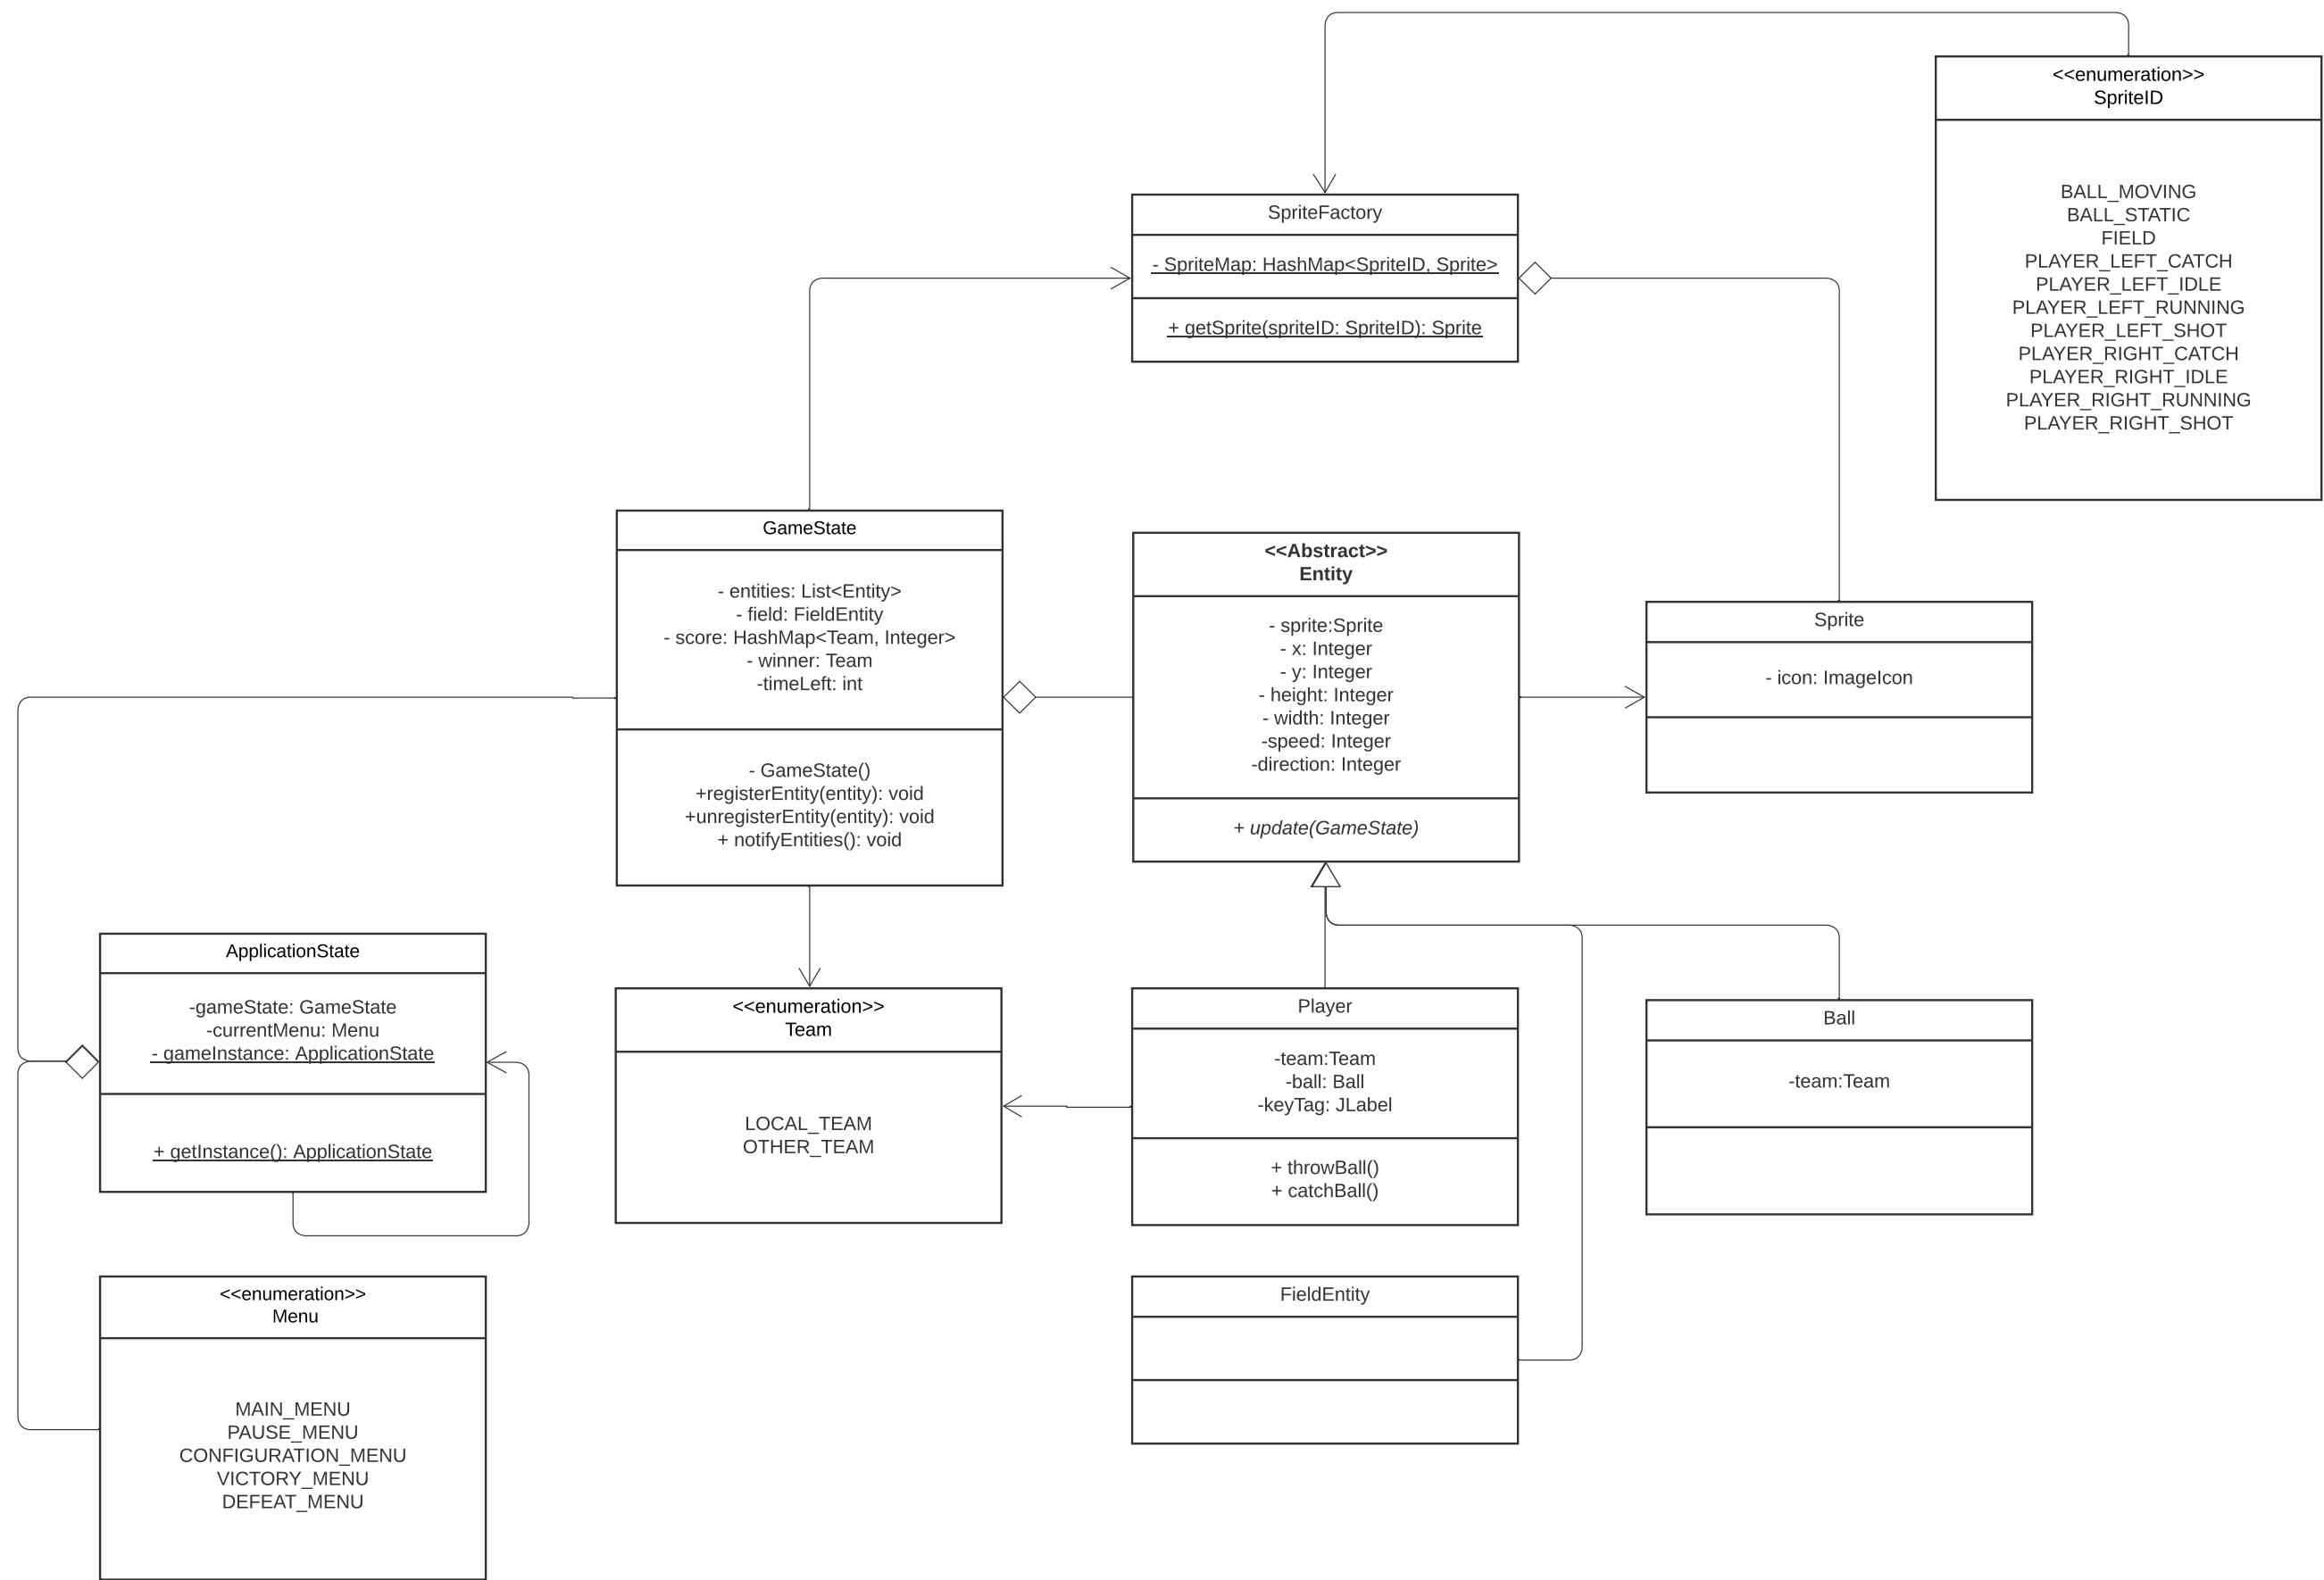 <<enumeration>>
SpriteID
BALL_MOVING
BALL_STATIC
FIELD
PLAYER_LEFT_CATCH
PLAYER_LEFT_IDLE
PLAYER_LEFT_RUNNING
PLAYER_LEFT_SHOT
PLAYER_RIGHT_CATCH
PLAYER_RIGHT_IDLE
PLAYER_RIGHT_RUNNING
PLAYER_RIGHT_SHOT
SpriteFactory
- SpriteMap: HashMap<SpriteID, Sprite>
+ getSprite(spriteID: SpriteID): Sprite
GameState
- entities: List<Entity>
- field: FieldEntity
- score: HashMap<Team, Integer>
- winner: Team
-timeLeft: int
- GameState()
+registerEntity(entity): void
+unregisterEntity(entity): void
+ notifyEntities(): void
<<Abstract>>
Entity
- sprite:Sprite
- x: Integer
- y: Integer
- height: Integer
- width: Integer
-speed: Integer
-direction: Integer
+ update(GameState)
Sprite
- icon: ImageIcon
ApplicationState
-gameState: GameState
-currentMenu: Menu
- gameInstance: ApplicationState
+ getInstance(): ApplicationState
<<enumeration>>
Team
LOCAL_TEAM
OTHER_TEAM
Player
-team:Team
-ball: Ball
-keyTag: JLabel
+ throwBall()
+ catchBall()
Ball
-team:Team
<<enumeration>>
Menu
MAIN_MENU
PAUSE_MENU
CONFIGURATION_MENU
VICTORY_MENU
DEFEAT_MENU
FieldEntity